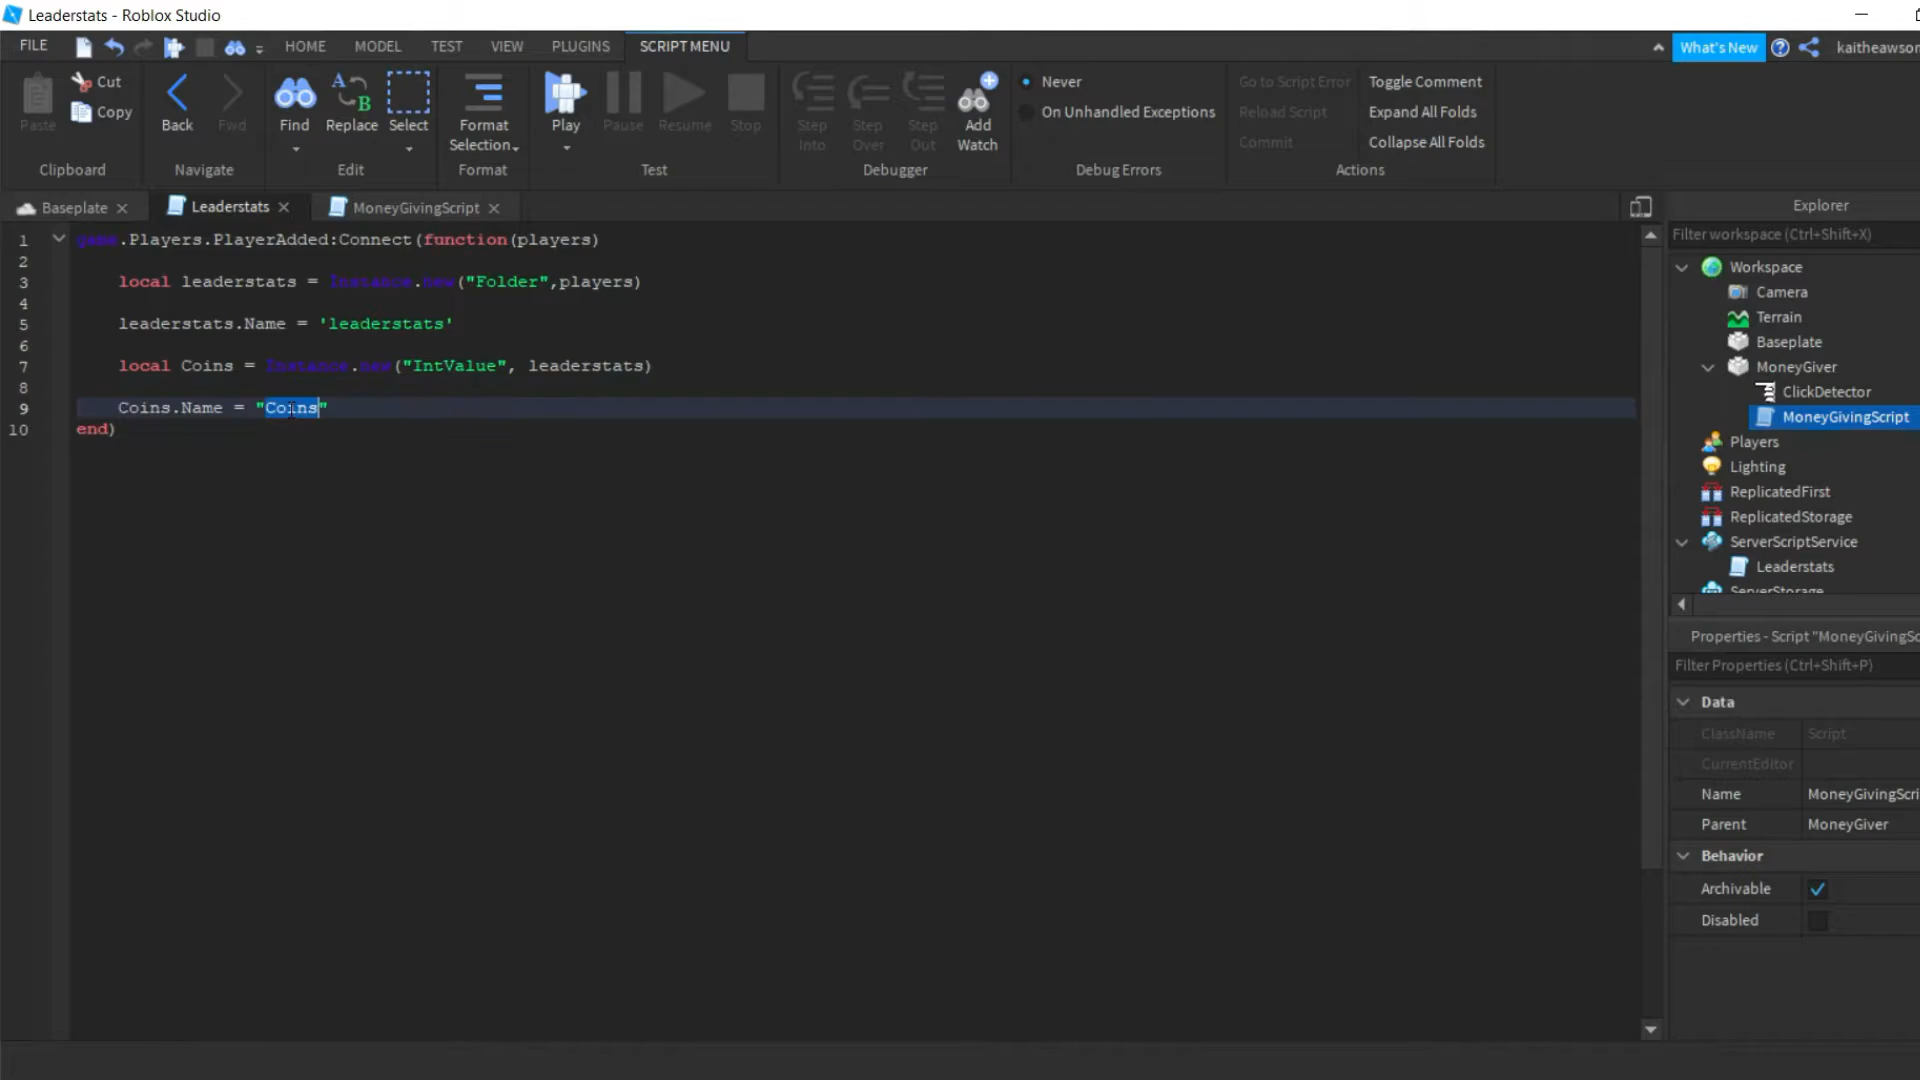 Leaderstats - Roblox Studio
FILE HOME MODEL TEST VIEW PLUGINS SCRIPT MENU What's New kaitheawson
Paste Cut Copy Clipboard
Back Fwd Navigate
Find Replace Select Edit
Format Selection Format
Play Pause Resume Stop Test
Step Into Step Over Step Out Add Watch Debugger
Never
On Unhandled Exceptions
Debug Errors
Go to Script Error Toggle Comment
Reload Script Expand All Folds
Commit Collapse All Folds
Actions
Baseplate Leaderstats MoneyGivingScript
1 game.Players.PlayerAdded:Connect(function(players)
2
3 local leaderstats = Instance.new("Folder",players)
4
5 leaderstats.Name = 'leaderstats'
6
7 local Coins = Instance.new("IntValue", leaderstats)
8
9 Coins.Name = "Coins"
10 end)
Explorer
Filter workspace (Ctrl+Shift+X)
Workspace
Camera
Terrain
Baseplate
MoneyGiver
ClickDetector
MoneyGivingScript
Players
Lighting
ReplicatedFirst
ReplicatedStorage
ServerScriptService
Leaderstats
ServerStorage
Properties - Script "MoneyGivingSc
Filter Properties (Ctrl+Shift+P)
Data
ClassName Script
CurrentEditor
Name MoneyGivingScri
Parent MoneyGiver
Behavior
Archivable
Disabled